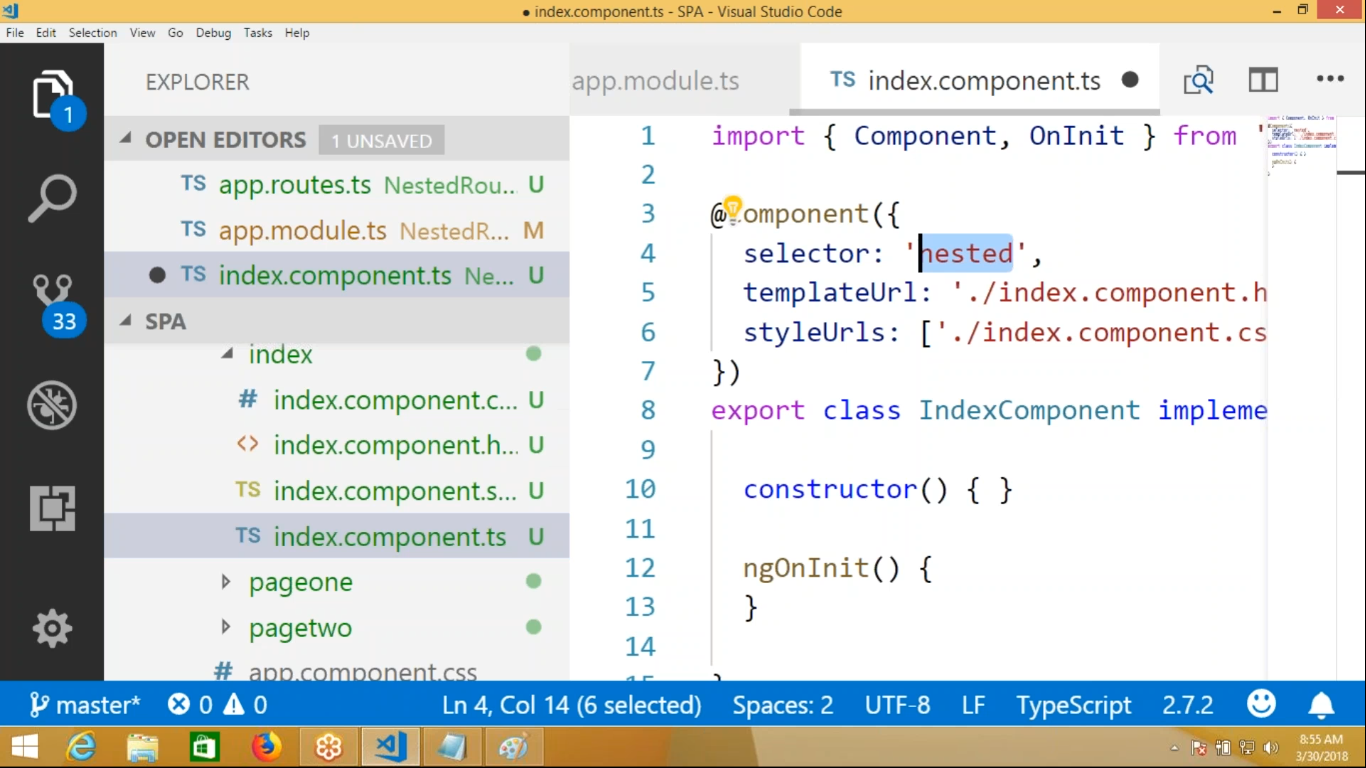 index.component.ts - SPA - Visual Studio Code
File Edit Selection View Go Debug Tasks Help
EXPLORER
1
OPEN EDITORS 1 UNSAVED
TS app.routes.ts NestedRou... U
TS app.module.ts NestedR... M
TS index.component.ts Ne... U
SPA
index
# index.component.c... U
<> index.component.h... U
TS index.component.s... U
TS index.component.ts U
pageone
pagetwo
# app.component.css
33
app.module.ts
TS index.component.ts
1 import { Component, OnInit } from '
2
3 @Component({
4 selector: 'nested',
5 templateUrl: './index.component.h
6 styleUrls: ['./index.component.cs
7 })
8 export class IndexComponent impleme
9
10 constructor() { }
11
12 ngOnInit() {
13 }
14
master* 0 0 Ln 4, Col 14 (6 selected) Spaces: 2 UTF-8 LF TypeScript 2.7.2
8:55 AM
3/30/2018